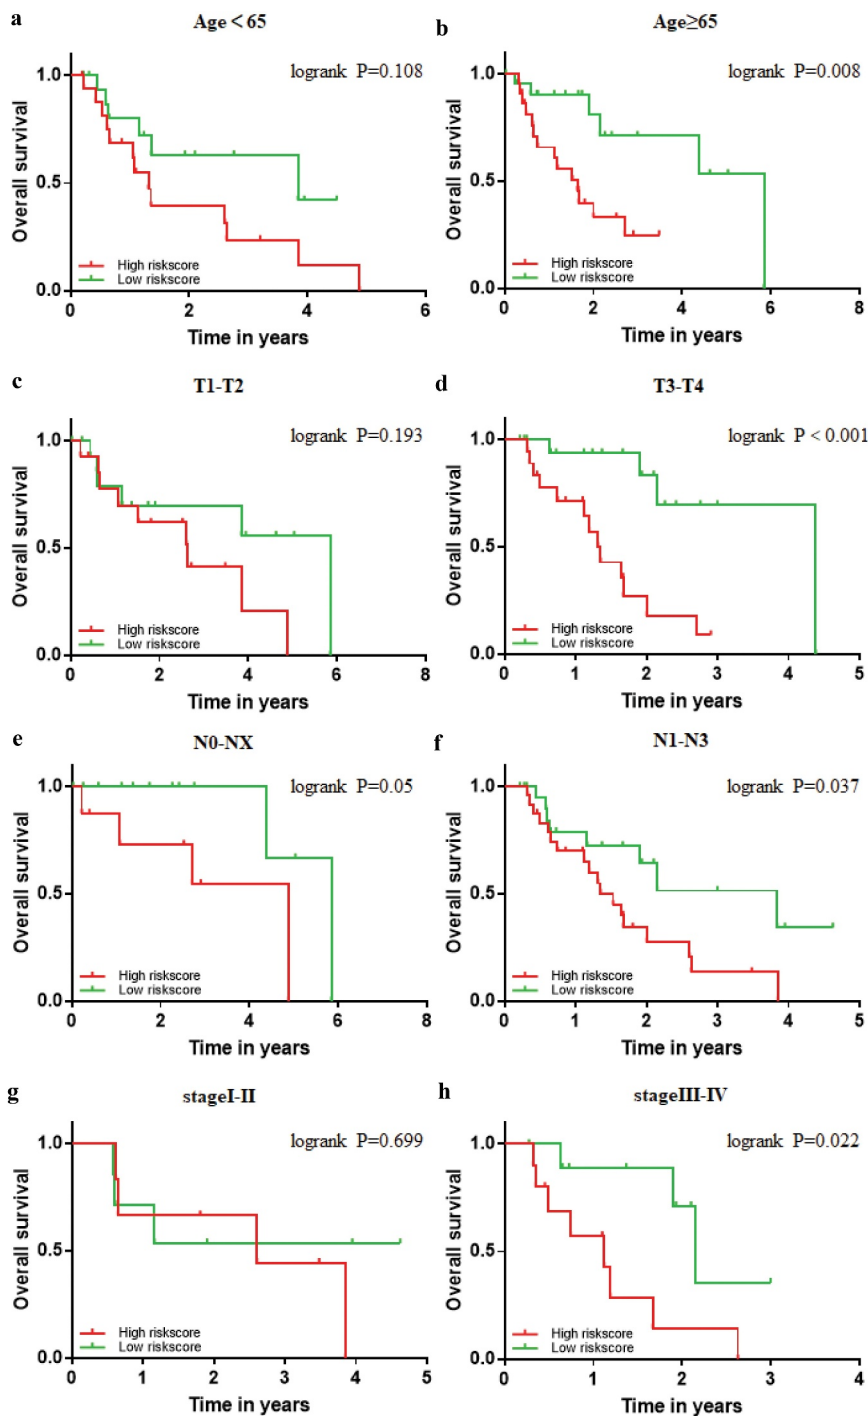 a
Age < 65
logrank P=0.108
Overall survival
1.0
0.5
0.0
High riskscore
Low riskscore
0 2 4 6
Time in years
b
Age≥65
logrank P=0.008
Overall survival
1.0
0.5
0.0
High riskscore
Low riskscore
0 2 4 6 8
Time in years
c
T1-T2
logrank P=0.193
Overall survival
1.0
0.5
0.0
High riskscore
Low riskscore
0 2 4 6 8
Time in years
d
T3-T4
logrank P < 0.001
Overall survival
1.0
0.5
0.0
High riskscore
Low riskscore
0 1 2 3 4 5
Time in years
e
N0-NX
logrank P=0.05
Overall survival
1.0
0.5
0.0
High riskscore
Low riskscore
0 2 4 6 8
Time in years
f
N1-N3
logrank P=0.037
Overall survival
1.0
0.5
0.0
High riskscore
Low riskscore
0 1 2 3 4 5
Time in years
g
stageI-II
logrank P=0.699
Overall survival
1.0
0.5
0.0
High riskscore
Low riskscore
0 1 2 3 4 5
Time in years
h
stageIII-IV
logrank P=0.022
Overall survival
1.0
0.5
0.0
High riskscore
Low riskscore
0 1 2 3 4
Time in years